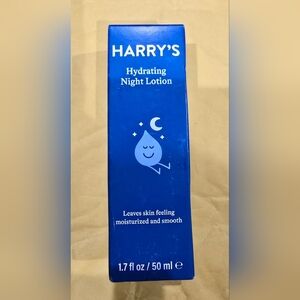 HARRY'S
Hydrating
Night Lotion
Leaves skin feeling
moisturized and smooth
1.7 fl oz / 50 ml ℮